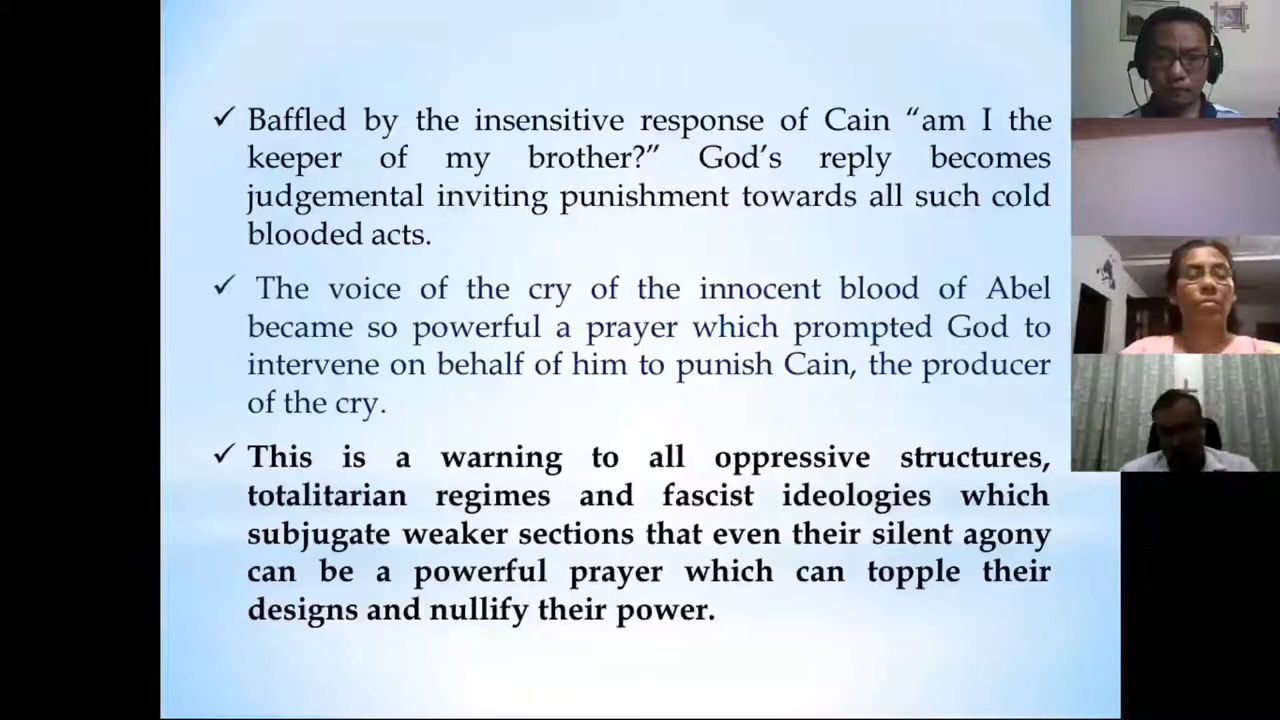 ✓ Baffled by the insensitive response of Cain “am I the
keeper of my brother?” God’s reply becomes
judgemental inviting punishment towards all such cold
blooded acts.
✓ The voice of the cry of the innocent blood of Abel
became so powerful a prayer which prompted God to
intervene on behalf of him to punish Cain, the producer
of the cry.
✓ This is a warning to all oppressive structures,
totalitarian regimes and fascist ideologies which
subjugate weaker sections that even their silent agony
can be a powerful prayer which can topple their
designs and nullify their power.